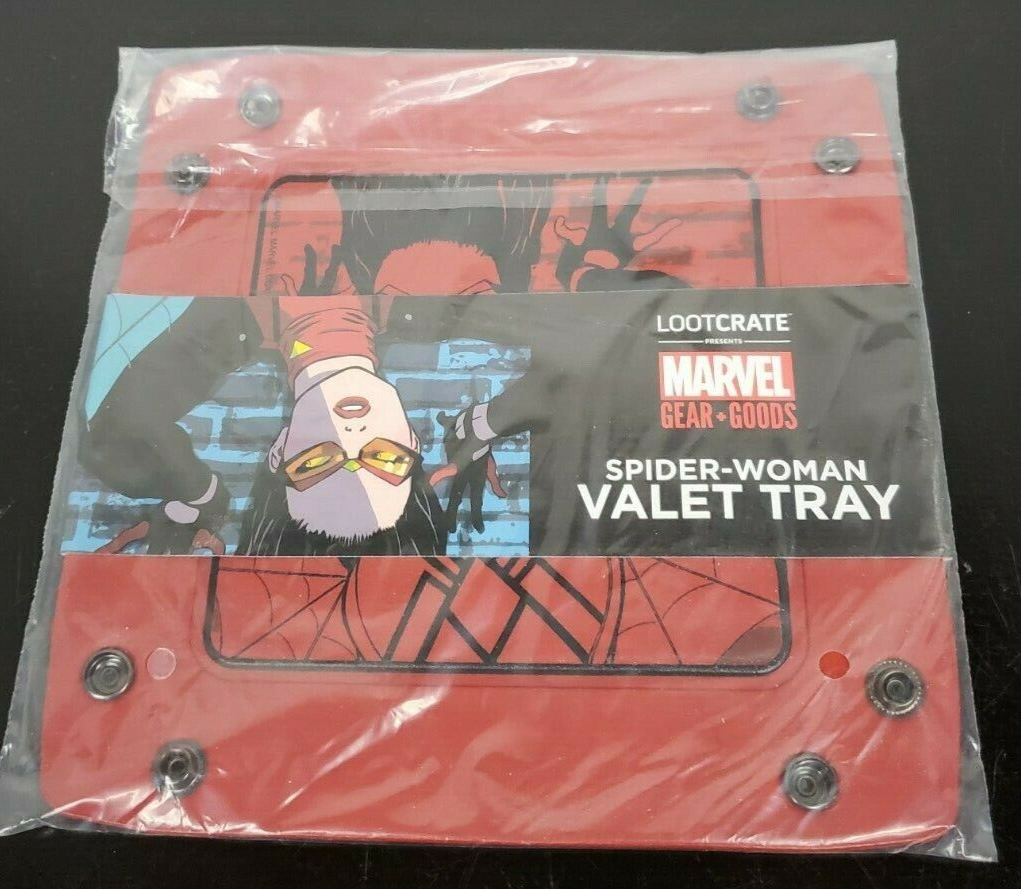 LOOTCRATE
PRESENTS
MARVEL
GEAR + GOODS
SPIDER-WOMAN
VALET TRAY